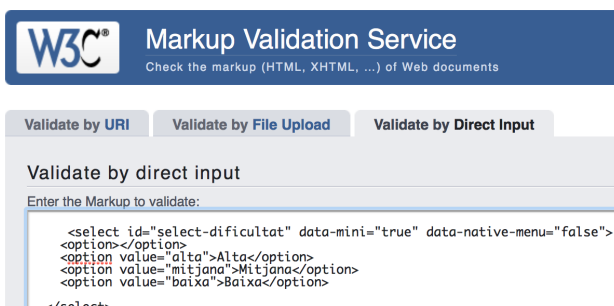 W3C®
Markup Validation Service
Check the markup (HTML, XHTML, …) of Web documents
Validate by URI
Validate by File Upload
Validate by Direct Input
Validate by direct input
Enter the Markup to validate:
<select id="select-dificultat" data-mini="true" data-native-menu="false">
<option></option>
<option value="alta">Alta</option>
<option value="mitjana">Mitjana</option>
<option value="baixa">Baixa</option>
</select>